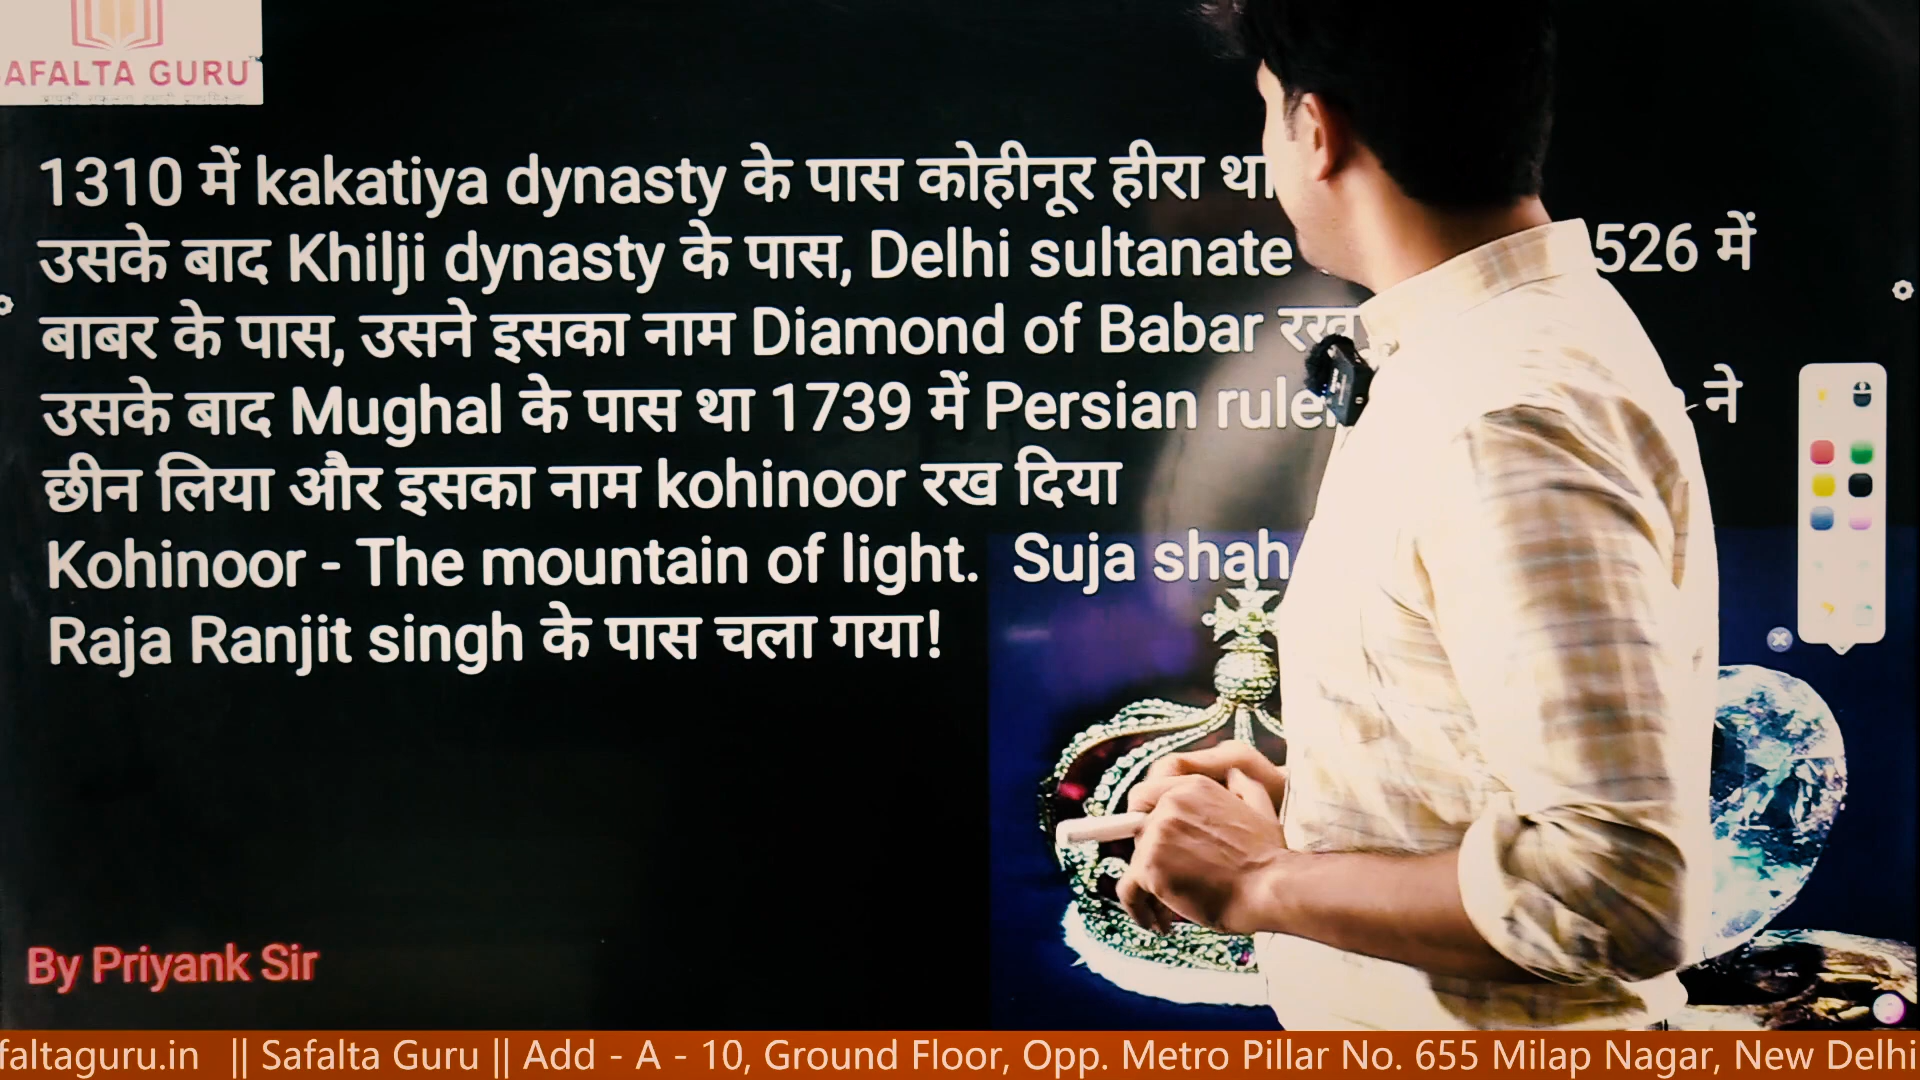 AFALTA GURU
1310 में kakatiya dynasty के पास कोहीनूर हीरा था
उसके बाद Khilji dynasty के पास, Delhi sultanate 526 में
बाबर के पास, उसने इसका नाम Diamond of Babar रख
उसके बाद Mughal के पास था 1739 में Persian ruler ने
छीन लिया और इसका नाम kohinoor रख दिया
Kohinoor - The mountain of light. Suja shah
Raja Ranjit singh के पास चला गया!
By Priyank Sir
faltaguru.in || Safalta Guru || Add - A - 10, Ground Floor, Opp. Metro Pillar No. 655 Milap Nagar, New Delhi